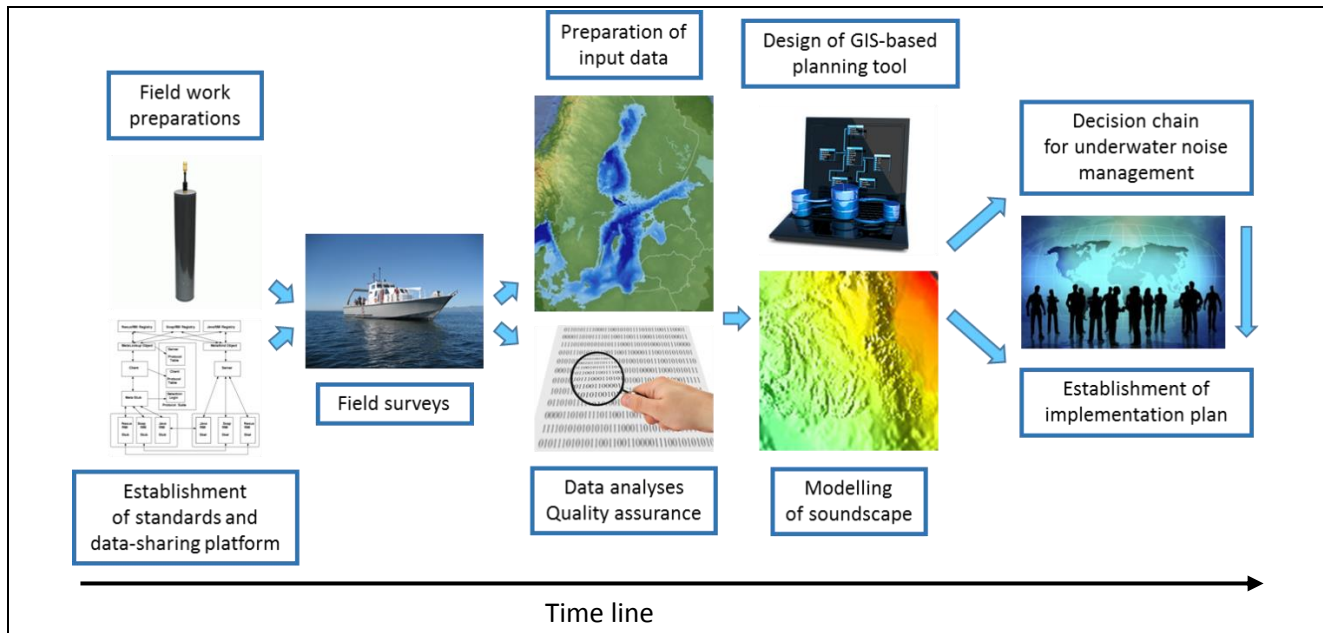 Field work
preparations
Establishment
of standards and
data-sharing platform
Field surveys
Preparation of
input data
Data analyses
Quality assurance
Design of GIS-based
planning tool
Modelling
of soundscape
Decision chain
for underwater noise
management
Establishment of
implementation plan
Time line